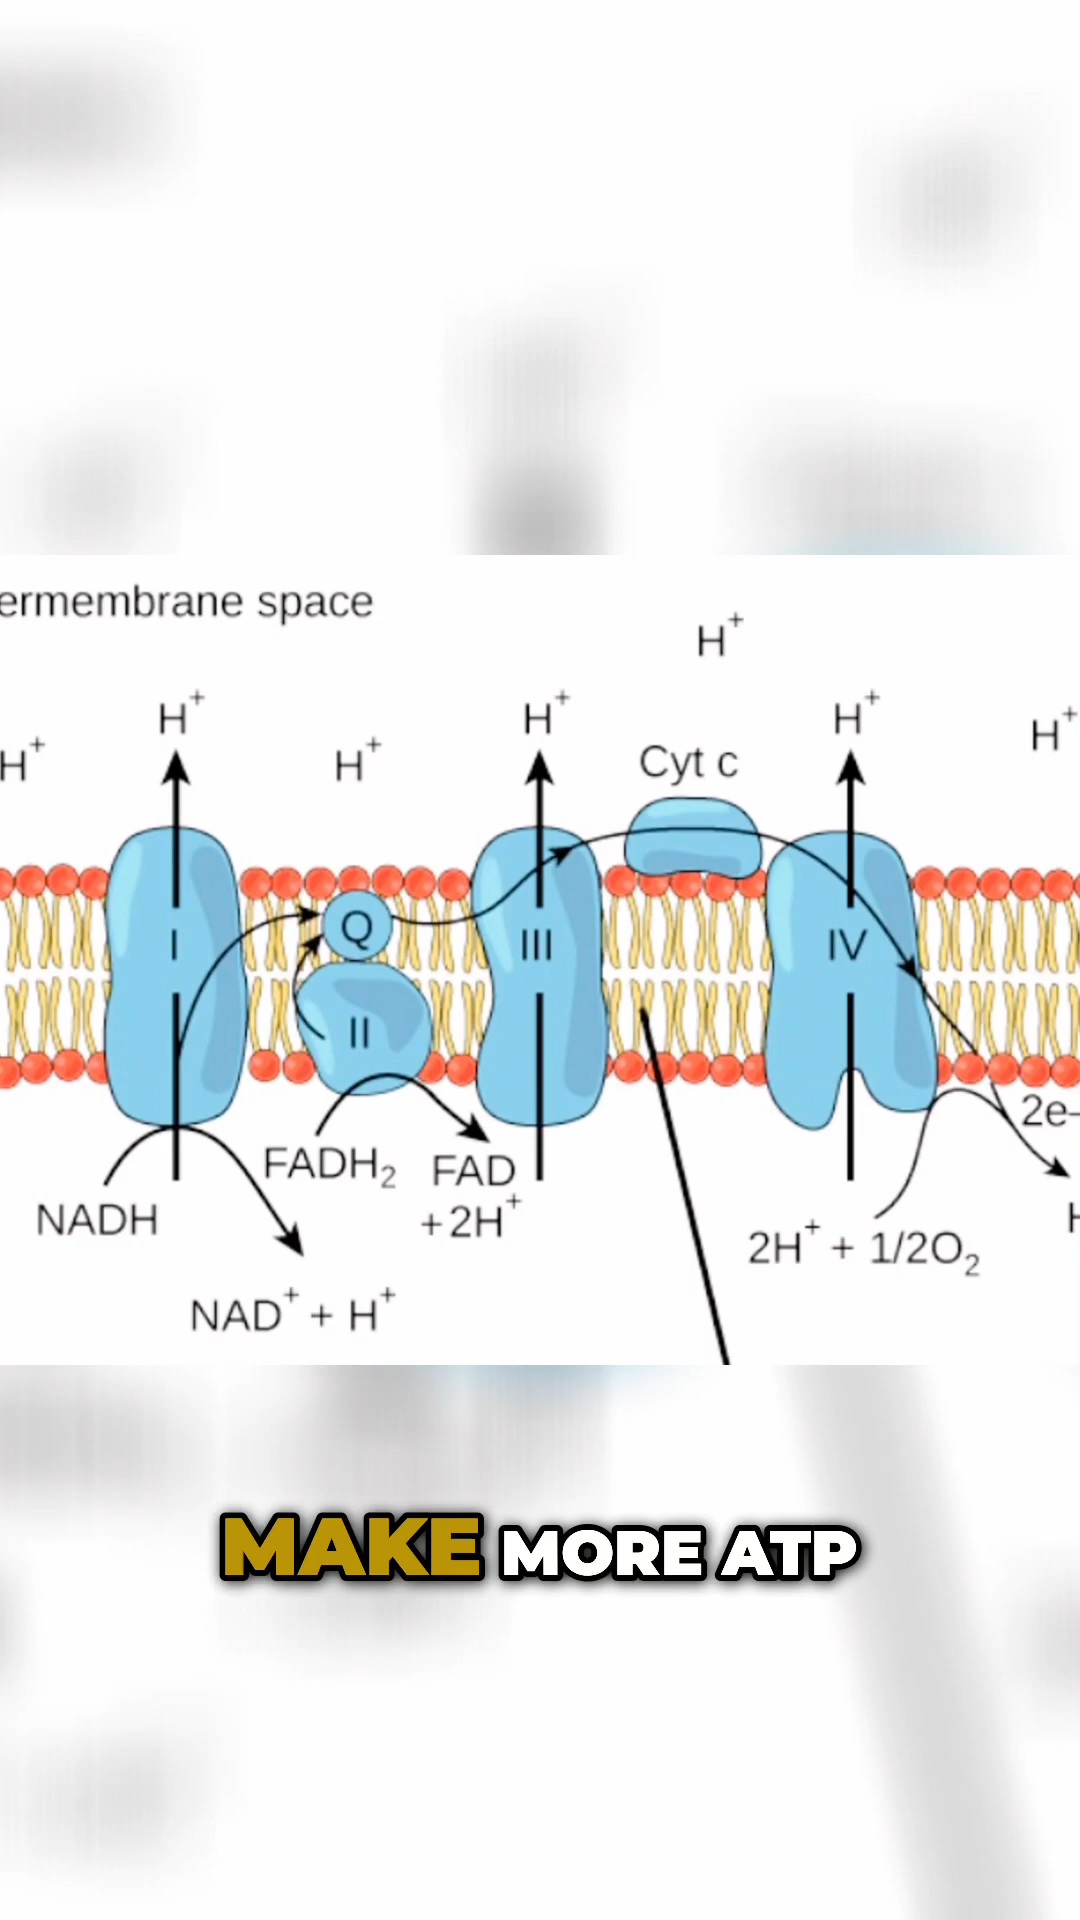 ermembrane space
H⁺
H⁺ H⁺ H⁺
H⁺ H⁺ Cyt c H⁺
I Q III IV
II
2e-
FADH₂ FAD
+2H⁺
NADH
2H⁺ + 1/2O₂
NAD⁺ + H⁺
MAKE MORE ATP